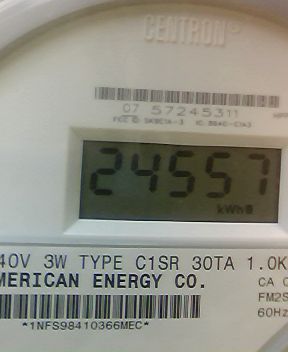 CENTRON®
07 57245311
24557
kWh
40V 3W TYPE C1SR 30TA 1.0K
MERICAN ENERGY CO.
CA 0
FM2S
60Hz
*1NFS98410366MEC*